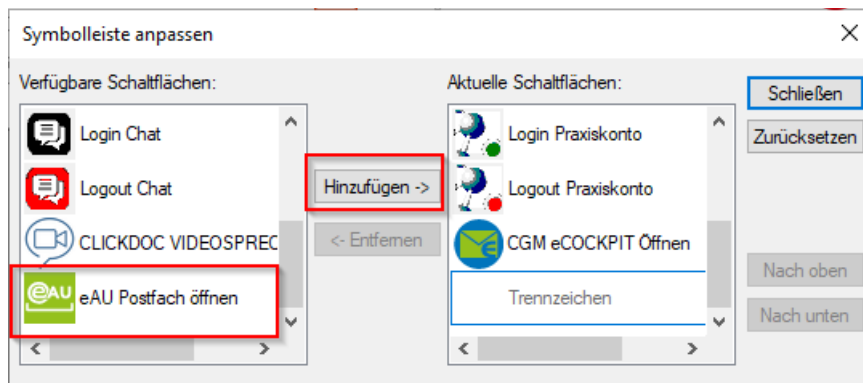 Symbolleiste anpassen
Verfügbare Schaltflächen:
Aktuelle Schaltflächen:
Login Chat
Logout Chat
CLICKDOC VIDEOSPREC
eAU
eAU Postfach öffnen
Hinzufügen ->
<- Entfernen
Login Praxiskonto
Logout Praxiskonto
CGM eCOCKPIT Öffnen
Trennzeichen
Schließen
Zurücksetzen
Nach oben
Nach unten